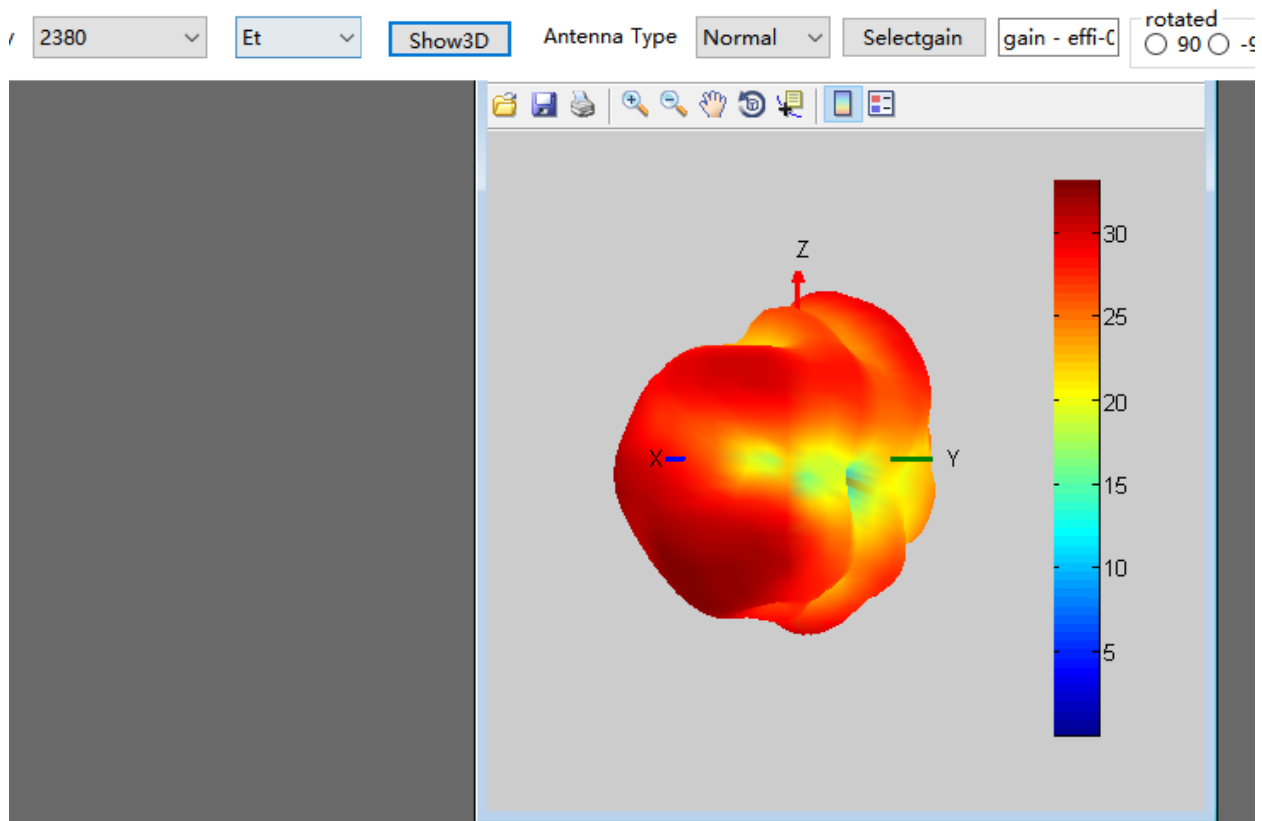 2380
Et
Show3D
Antenna Type
Normal
Selectgain
gain - effi-
rotated
90
Z
X
Y
30
25
20
15
10
5